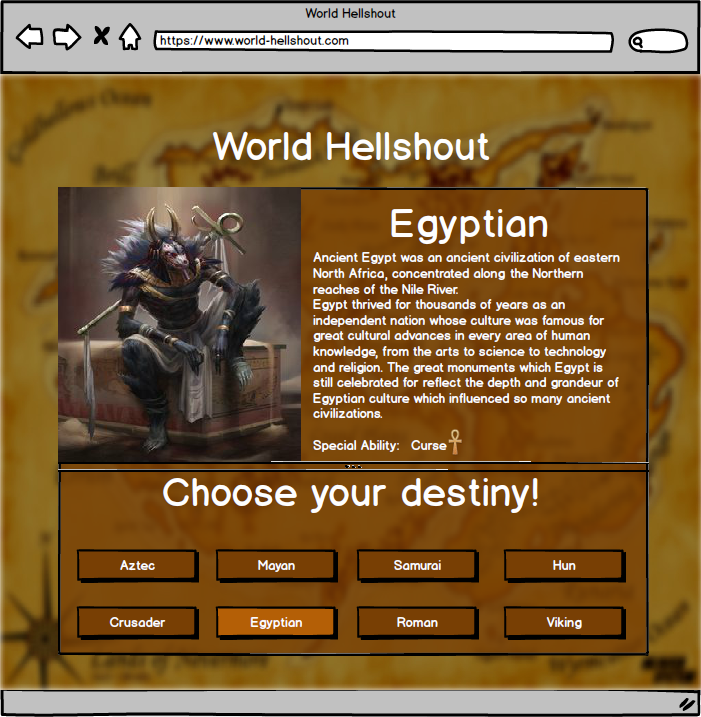 World Hellshout
https://www.world-hellshout.com
World Hellshout
Egyptian
Ancient Egypt was an ancient civilization of eastern
North Africa, concentrated along the Northern
reaches of the Nile River.
Egypt thrived for thousands of years as an
independent nation whose culture was famous for
great cultural advances in every area of human
knowledge, from the arts to science to technology
and religion. The great monuments which Egypt is
still celebrated for reflect the depth and grandeur of
Egyptian culture which influenced so many ancient
civilizations.
Special Ability: Curse
Choose your destiny!
Aztec Mayan Samurai Hun
Crusader Egyptian Roman Viking
Lands of